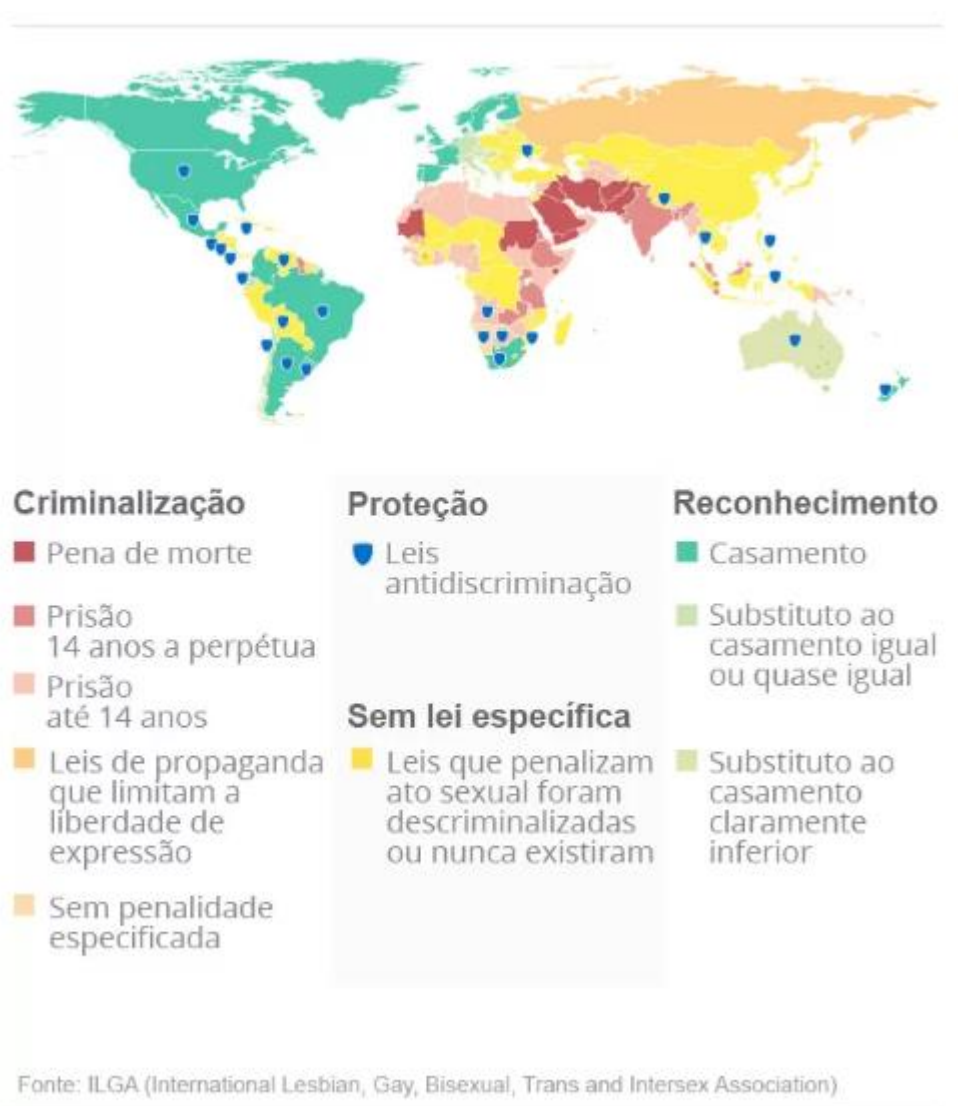 Criminalização
Pena de morte
Prisão
14 anos a perpétua
Prisão
até 14 anos
Leis de propaganda
que limitam a
liberdade de
expressão
Sem penalidade
especificada
Proteção
Leis
antidiscriminação
Sem lei específica
Leis que penalizam
ato sexual foram
descriminalizadas
ou nunca existiram
Reconhecimento
Casamento
Substituto ao
casamento igual
ou quase igual
Substituto ao
casamento
claramente
inferior
Fonte: ILGA (International Lesbian, Gay, Bisexual, Trans and Intersex Association)